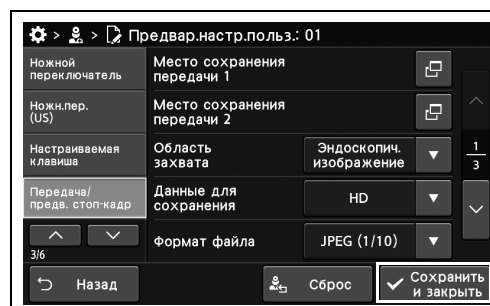 > > Предвар.настр.польз.: 01
Ножной
переключатель
Место сохранения
передачи 1
Ножн.пер.
(US)
Место сохранения
передачи 2
Настраиваемая
клавиша
Область
захвата
Эндоскопич.
изображение
1
3
Передача/
предв. стоп-кадр
Данные для
сохранения
HD
3/6
Формат файла
JPEG (1/10)
Назад
Сброс
Сохранить
и закрыть